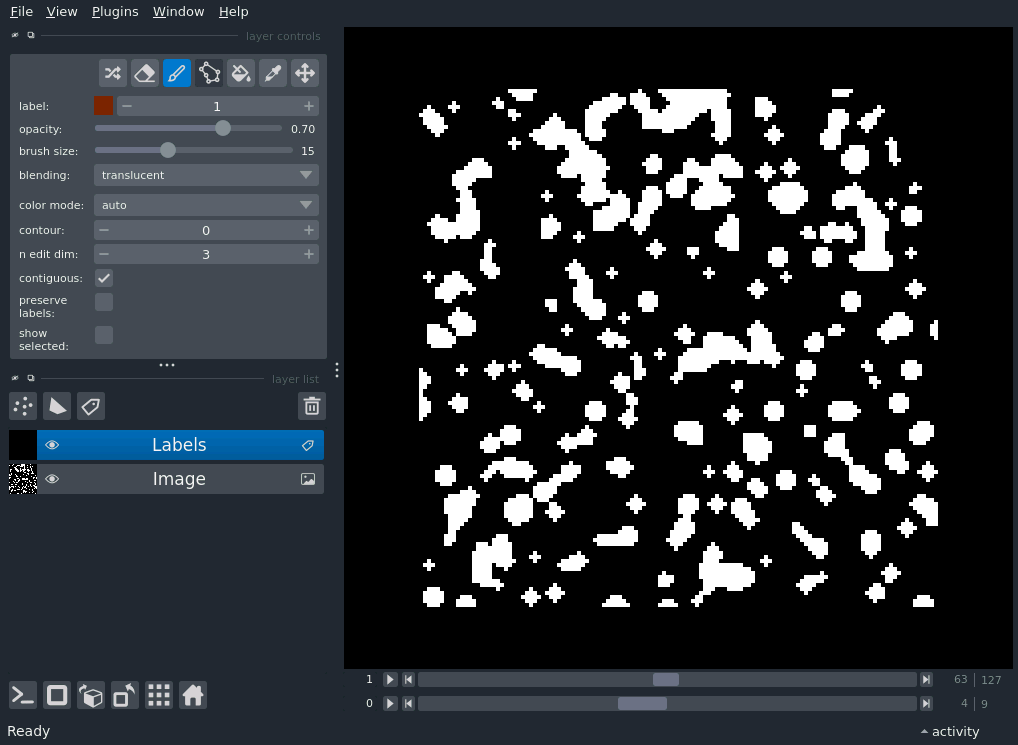 File View Plugins Window Help
layer controls
label: 1
opacity: 0.70
brush size: 15
blending: translucent
color mode: auto
contour: 0
n edit dim: 3
contiguous:
preserve
labels:
show
selected:
layer list
Labels
Image
1 63 127
0 4 9
Ready activity